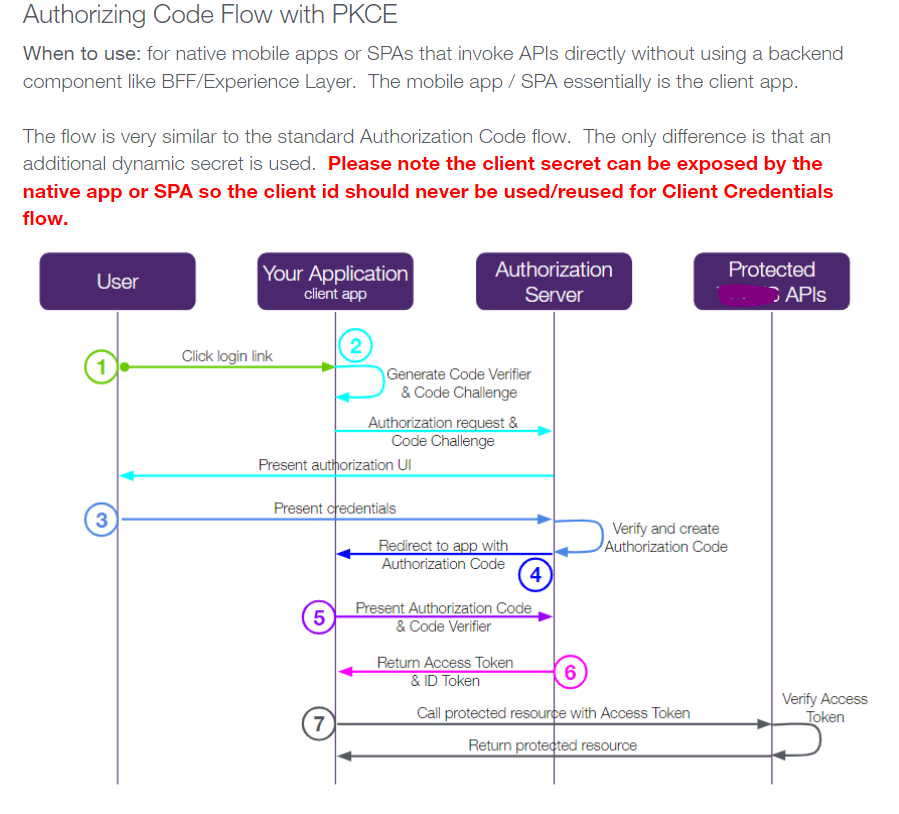 Authorizing Code Flow with PKCE
When to use: for native mobile apps or SPAs that invoke APIs directly without using a backend
component like BFF/Experience Layer.  The mobile app / SPA essentially is the client app.
The flow is very similar to the standard Authorization Code flow.  The only difference is that an
additional dynamic secret is used.  Please note the client secret can be exposed by the
native app or SPA so the client id should never be used/reused for Client Credentials
flow.
User
Your Application
client app
Authorization
Server
Protected
APIs
1
Click login link
2
Generate Code Verifier
& Code Challenge
Authorization request &
Code Challenge
Present authorization UI
3
Present credentials
Verify and create
Authorization Code
Redirect to app with
Authorization Code
4
5
Present Authorization Code
& Code Verifier
Return Access Token
& ID Token
6
7
Call protected resource with Access Token
Verify Access
Token
Return protected resource